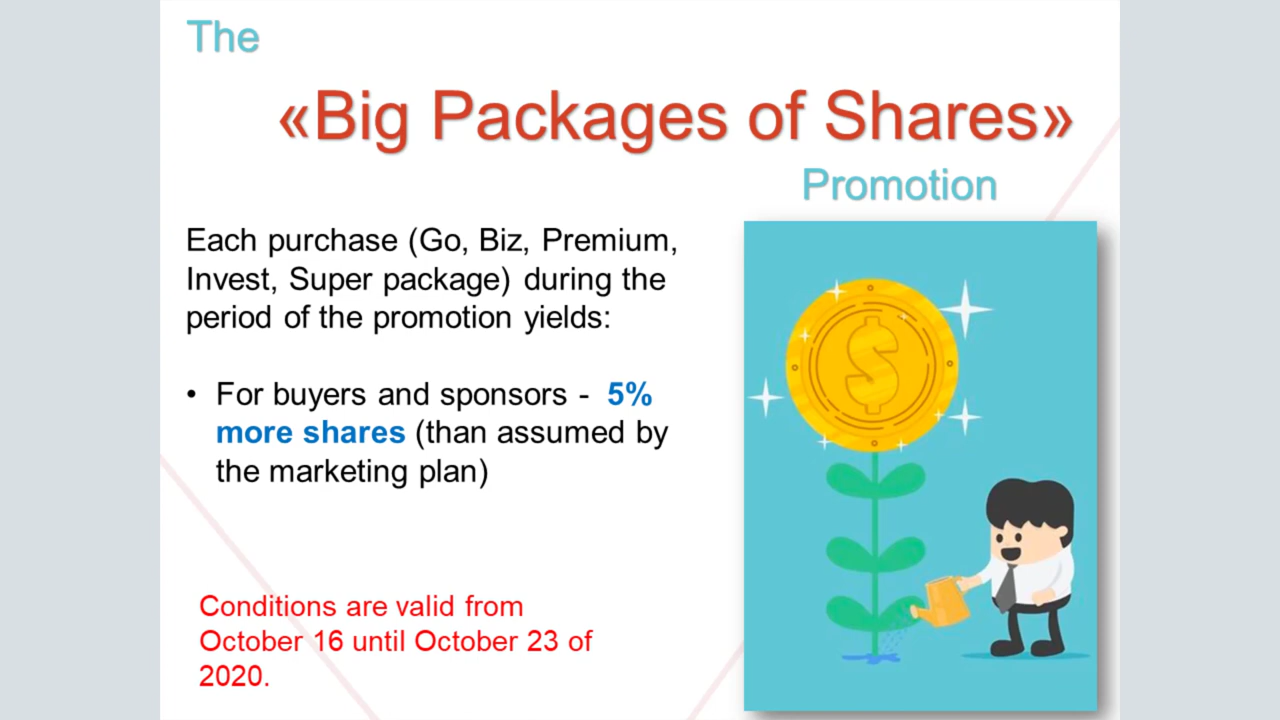 The
«Big Packages of Shares»
Promotion
Each purchase (Go, Biz, Premium,
Invest, Super package) during the
period of the promotion yields:
• For buyers and sponsors - 5%
more shares (than assumed by
the marketing plan)
Conditions are valid from
October 16 until October 23 of
2020.
$